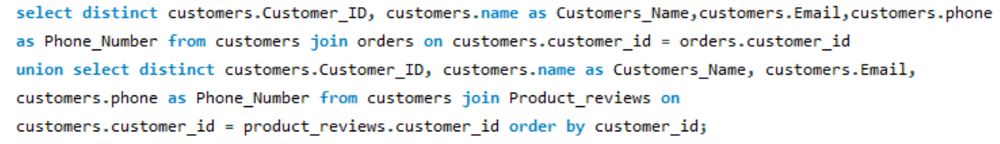 select distinct customers.Customer_ID, customers.name as Customers_Name,customers.Email,customers.phone
as Phone_Number from customers join orders on customers.customer_id = orders.customer_id
union select distinct customers.Customer_ID, customers.name as Customers_Name, customers.Email,
customers.phone as Phone_Number from customers join Product_reviews on
customers.customer_id = product_reviews.customer_id order by customer_id;